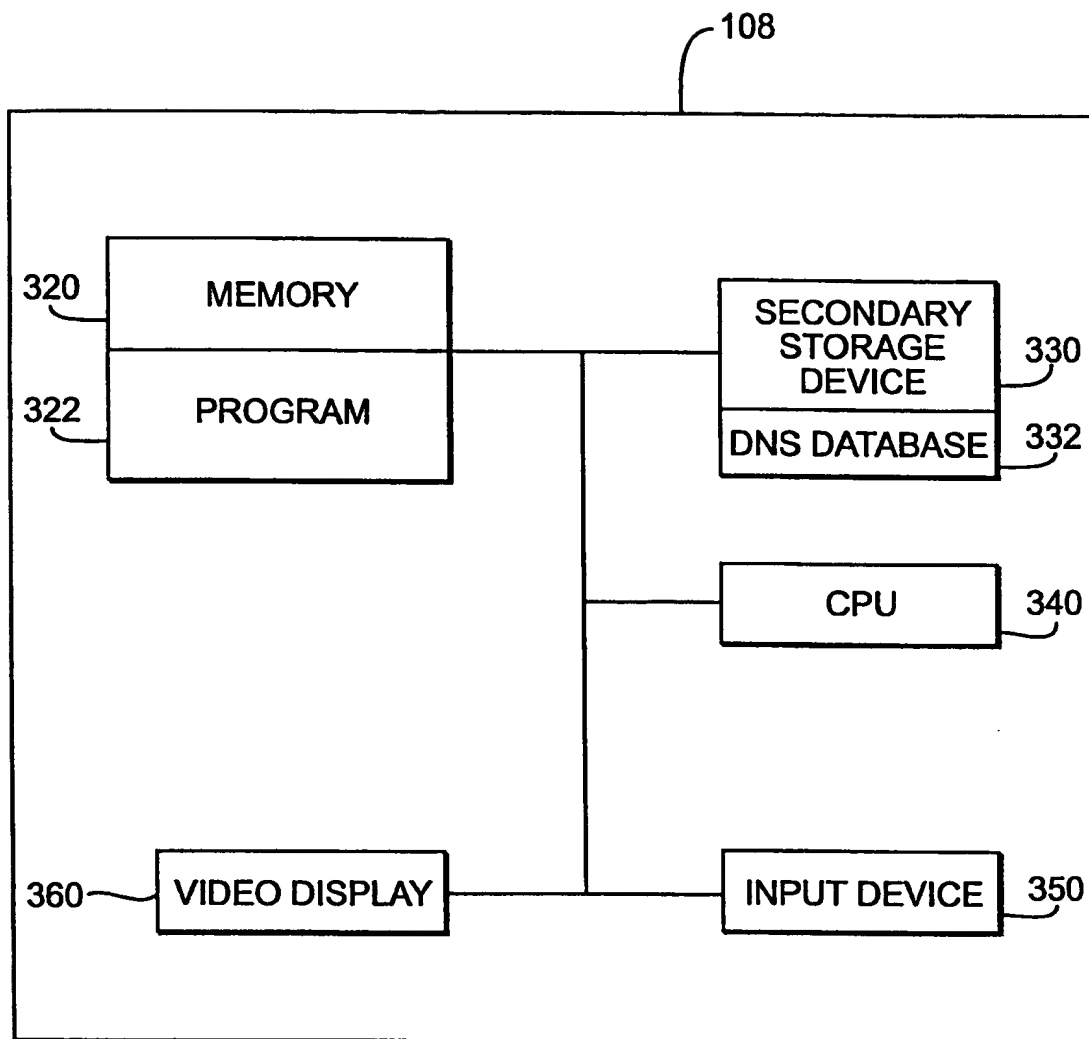 108
320
MEMORY
322
PROGRAM
SECONDARY
STORAGE
DEVICE
330
DNS DATABASE
332
CPU
340
360
VIDEO DISPLAY
INPUT DEVICE
350